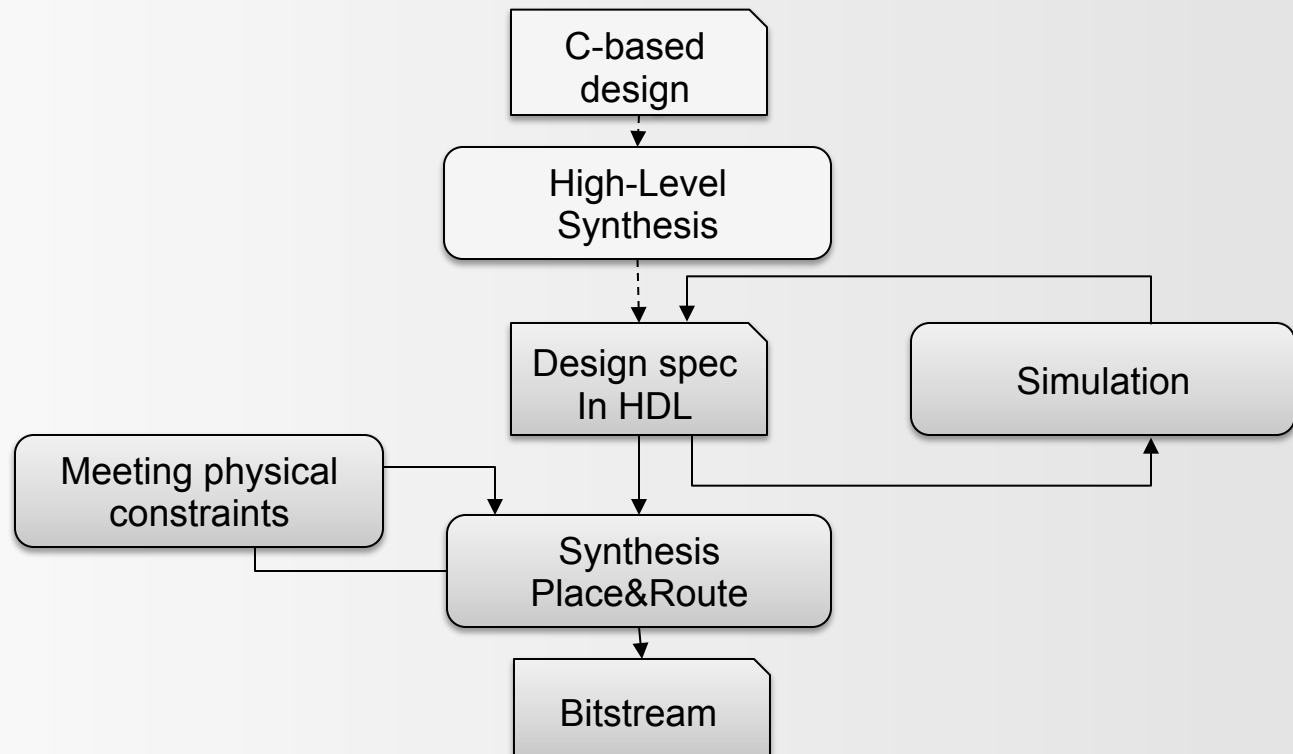 C-based
design
High-Level
Synthesis
Design spec
In HDL
Simulation
Meeting physical
constraints
Synthesis
Place&Route
Bitstream